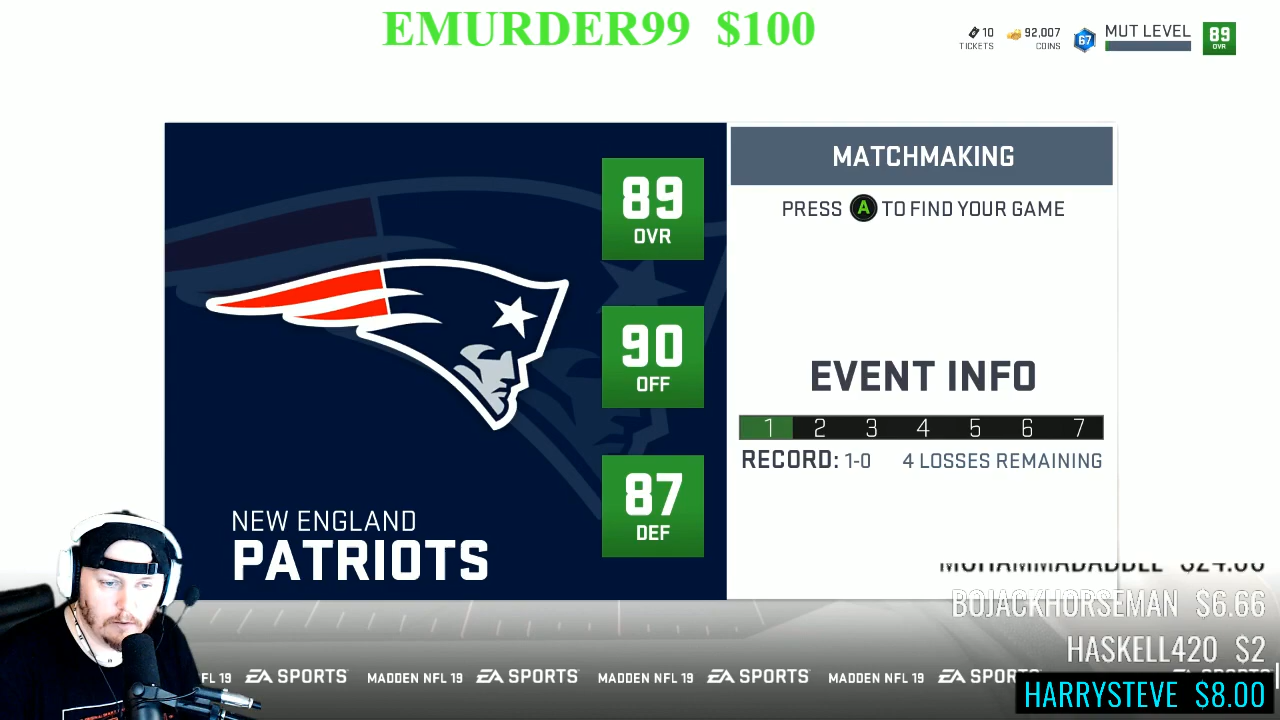 EMURDER99 $100
10
TICKETS
92,007
COINS
67
MUT LEVEL
89
OVR
89
OVR
90
OFF
87
DEF
NEW ENGLAND
PATRIOTS
MATCHMAKING
PRESS A TO FIND YOUR GAME
EVENT INFO
1 2 3 4 5 6 7
RECORD: 1-0 4 LOSSES REMAINING
BOJACKHORSEMAN $6.66
HASKELL420 $2
HARRYSTEVE $8.00
FL 19 EA SPORTS MADDEN NFL 19 EA SPORTS MADDEN NFL 19 EA SPORTS MADDEN NFL 19 EA SPORTS